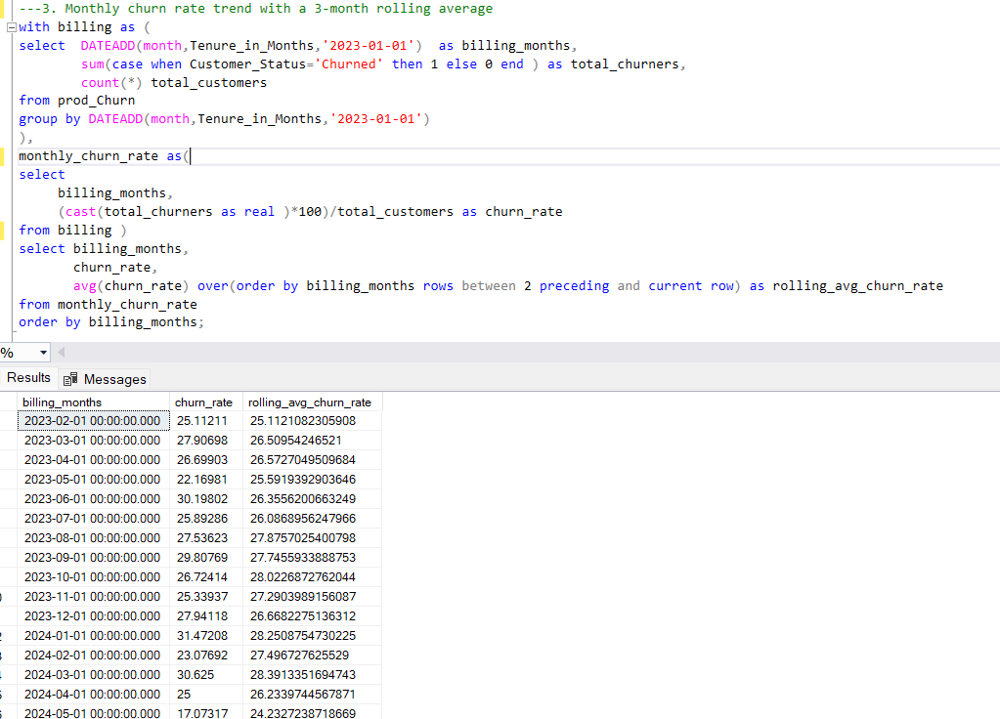 ---3. Monthly churn rate trend with a 3-month rolling average
with billing as (
select  DATEADD(month,Tenure_in_Months,'2023-01-01')  as billing_months,
        sum(case when Customer_Status='Churned' then 1 else 0 end ) as total_churners,
        count(*) total_customers
from prod_Churn
group by DATEADD(month,Tenure_in_Months,'2023-01-01')
),
monthly_churn_rate as(
select
     billing_months,
     (cast(total_churners as real )*100)/total_customers as churn_rate
from billing )
select billing_months,
       churn_rate,
       avg(churn_rate) over(order by billing_months rows between 2 preceding and current row) as rolling_avg_churn_rate
from monthly_churn_rate
order by billing_months;
%
Results Messages
billing_months churn_rate rolling_avg_churn_rate
2023-02-01 00:00:00.000 25.11211 25.1121082305908
2023-03-01 00:00:00.000 27.90698 26.50954246521
2023-04-01 00:00:00.000 26.69903 26.5727049509684
2023-05-01 00:00:00.000 22.16981 25.5919392903646
2023-06-01 00:00:00.000 30.19802 26.3556200663249
2023-07-01 00:00:00.000 25.89286 26.0868956247966
2023-08-01 00:00:00.000 27.53623 27.8757025400798
2023-09-01 00:00:00.000 29.80769 27.7455933888753
2023-10-01 00:00:00.000 26.72414 28.0226872762044
2023-11-01 00:00:00.000 25.33937 27.2903989156087
2023-12-01 00:00:00.000 27.94118 26.6682275136312
2024-01-01 00:00:00.000 31.47208 28.2508754730225
2024-02-01 00:00:00.000 23.07692 27.496727625529
2024-03-01 00:00:00.000 30.625 28.3913351694743
2024-04-01 00:00:00.000 25 26.2339744567871
2024-05-01 00:00:00.000 17.07317 24.2327238718669